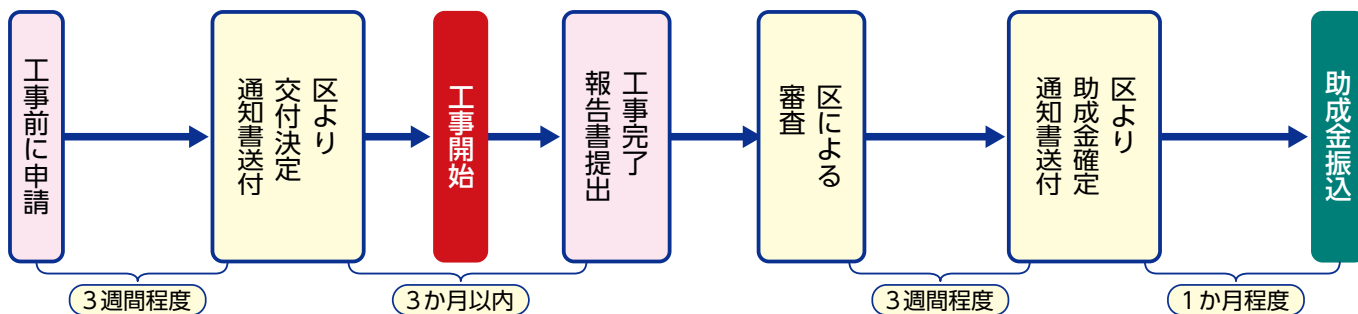 工事前に申請
区より
交付決定
通知書送付
工事開始
工事完了
報告書提出
区による
審査
区より
助成金確定
通知書送付
助成金振込
3週間程度
3か月以内
3週間程度
1か月程度